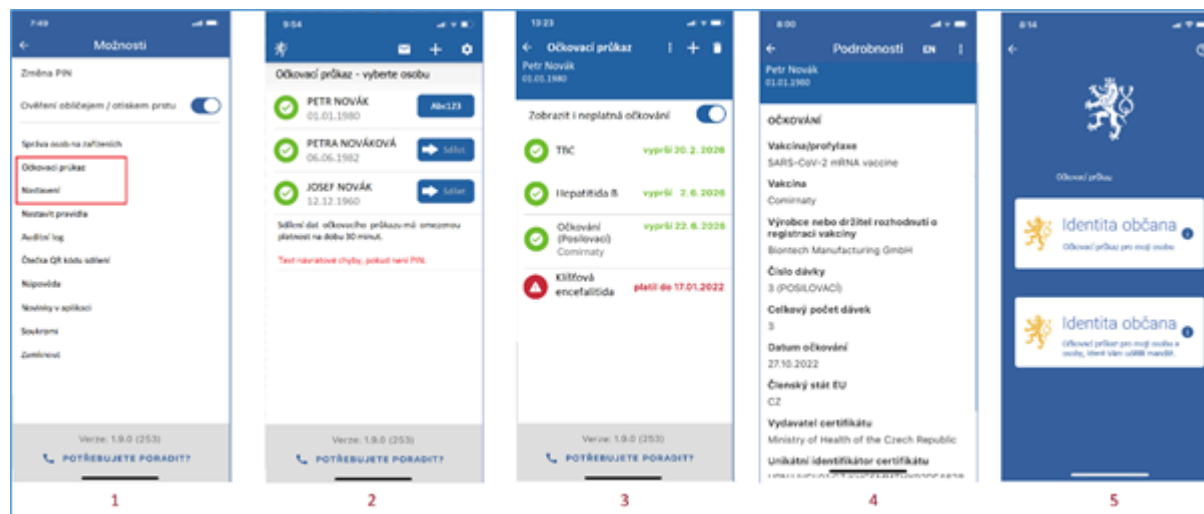 7:49
Možnosti
Změna PIN
Ověření obličejem / otiskem prstu
Správa osob na zařízeních
Očkovací průkaz
Nastavení
Nastavit pravidla
Auditní log
Čtečka QR kódu sdílení
Nápověda
Novinky v aplikaci
Soukromí
Zamknout
Verze: 1.9.0 (253)
POTŘEBUJETE PORADIT?
1
9:54
Očkovací průkaz - vyberte osobu
PETR NOVÁK
01.01.1980
Abc123
PETRA NOVÁKOVÁ
06.06.1982
Sdílet
JOSEF NOVÁK
12.12.1960
Sdílet
Sdílení dat očkovacího průkazu má omezenou
platnost na dobu 30 minut.
Text návratové chyby, pokud není PIN.
Verze: 1.9.0 (253)
POTŘEBUJETE PORADIT?
2
13:23
Očkovací průkaz
Petr Novák
01.01.1980
Zobrazit i neplatná očkování
TBC vyprší 20. 2. 2026
Hepatitida B vyprší 2. 6. 2026
Očkování vyprší 22. 6. 2026
(Posilovací)
Comirnaty
Klíšťová
encefalitida platil do 17.01.2022
Verze: 1.9.0 (253)
POTŘEBUJETE PORADIT?
3
8:00
Podrobnosti EN
Petr Novák
01.01.1980
OČKOVÁNÍ
Vakcína/profylaxe
SARS-CoV-2 mRNA vaccine
Vakcína
Comirnaty
Výrobce nebo držitel rozhodnutí o
registraci vakcíny
Biontech Manufacturing GmbH
Číslo dávky
3 (POSILOVACÍ)
Celkový počet dávek
3
Datum očkování
27.10.2022
Členský stát EU
CZ
Vydavatel certifikátu
Ministry of Health of the Czech Republic
Unikátní identifikátor certifikátu
4
8:14
Očkovací průkaz
Identita občana
Očkovací průkaz pro moji osobu
Identita občana
Očkovací průkaz pro moji osobu a
osoby, které Vám udělili mandát.
5